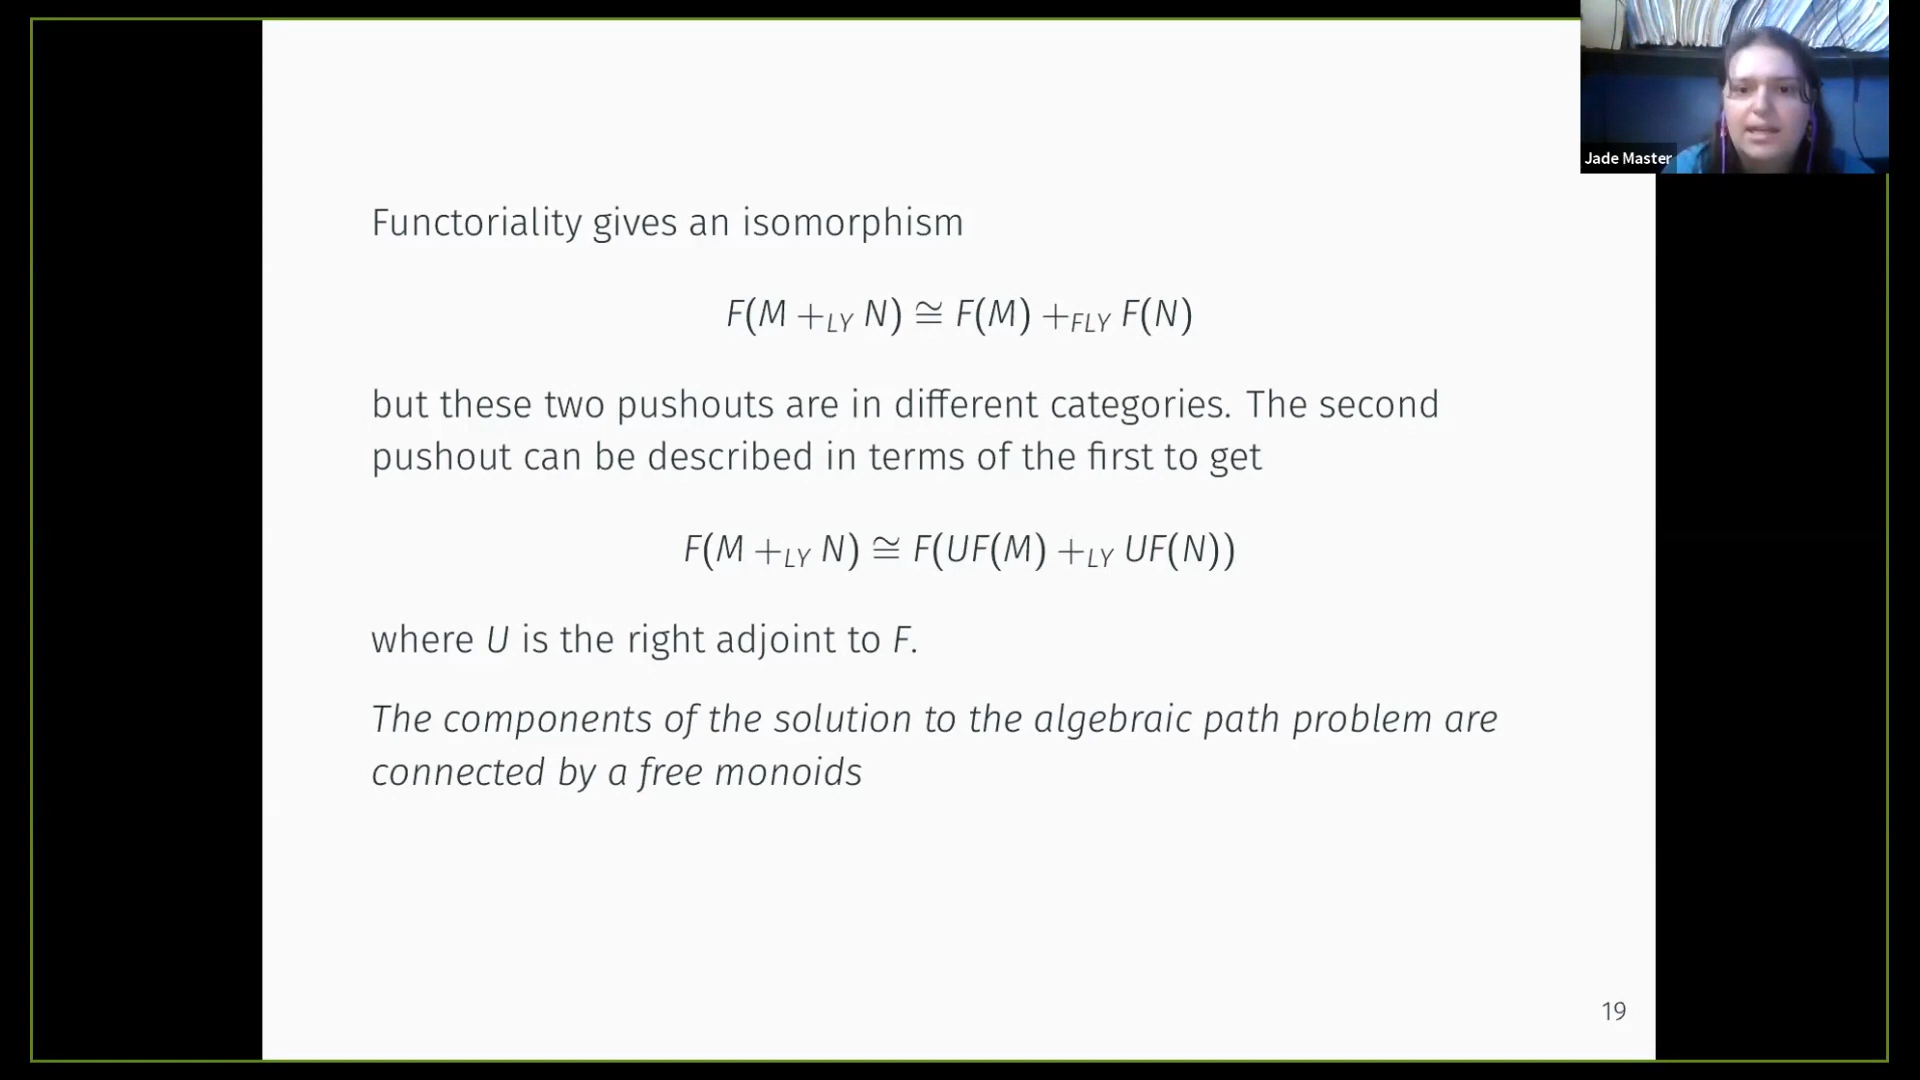 Jade Master
Functoriality gives an isomorphism
F(M +_{LY} N) ≅ F(M) +_{FLY} F(N)
but these two pushouts are in different categories. The second
pushout can be described in terms of the first to get
F(M +_{LY} N) ≅ F(UF(M) +_{LY} UF(N))
where U is the right adjoint to F.
The components of the solution to the algebraic path problem are
connected by a free monoids
19